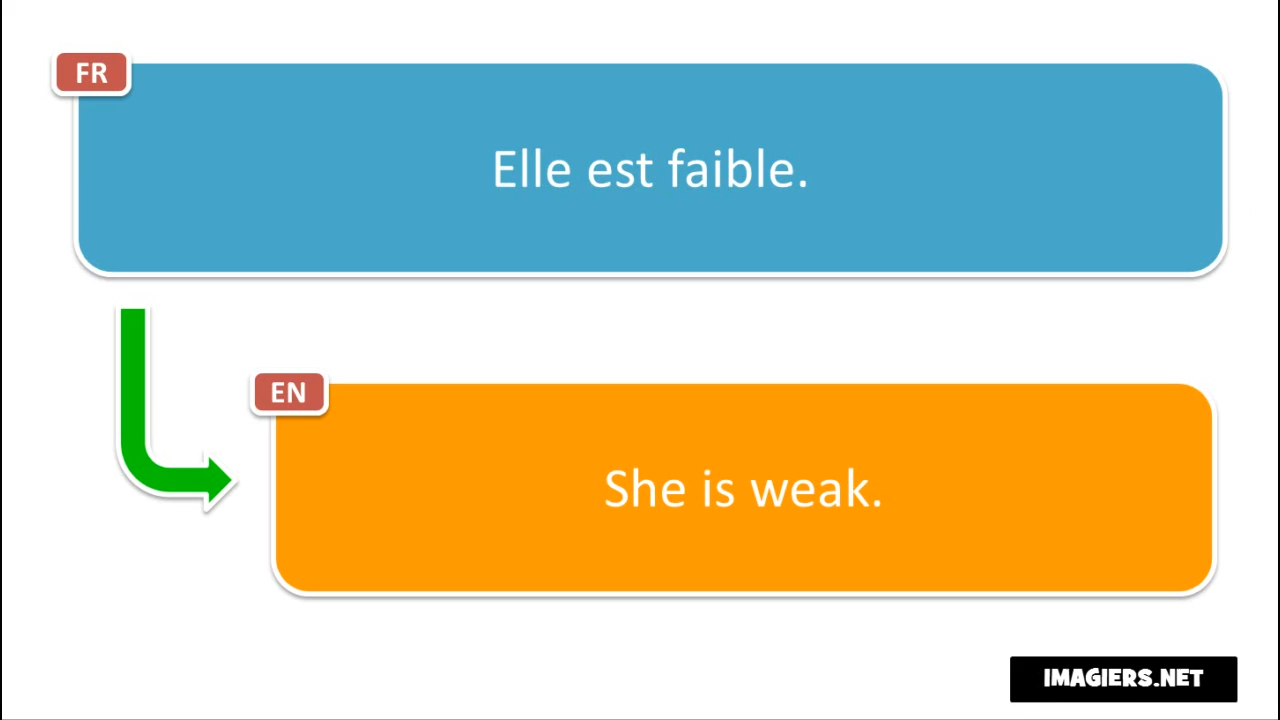 FR
Elle est faible.
EN
She is weak.
IMAGIERS.NET